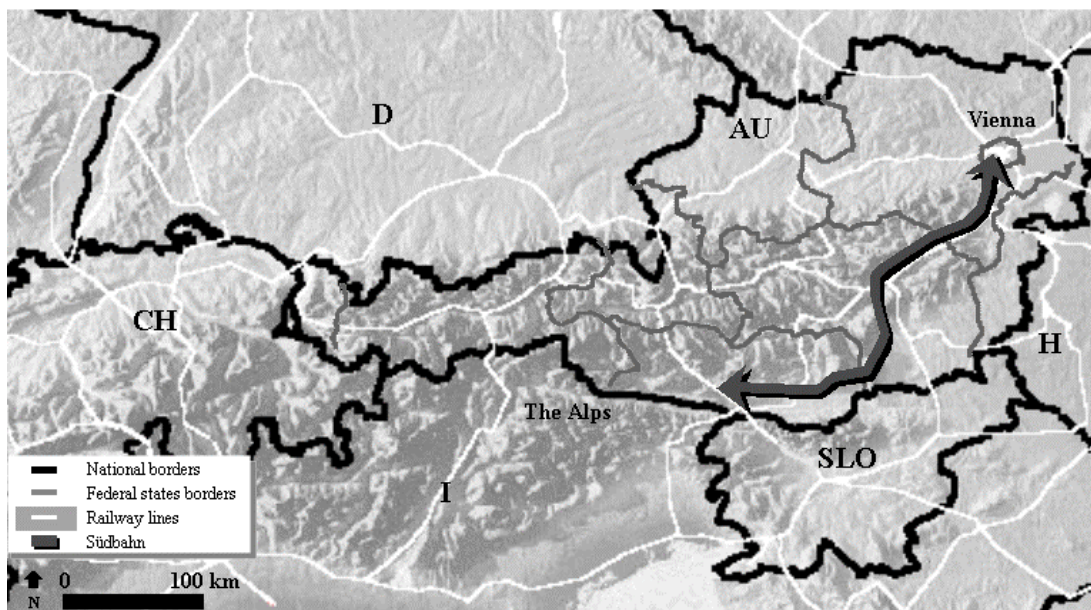 D
AU
Vienna
CH
H
The Alps
SLO
I
National borders
Federal states borders
Railway lines
Südbahn
0 100 km
N